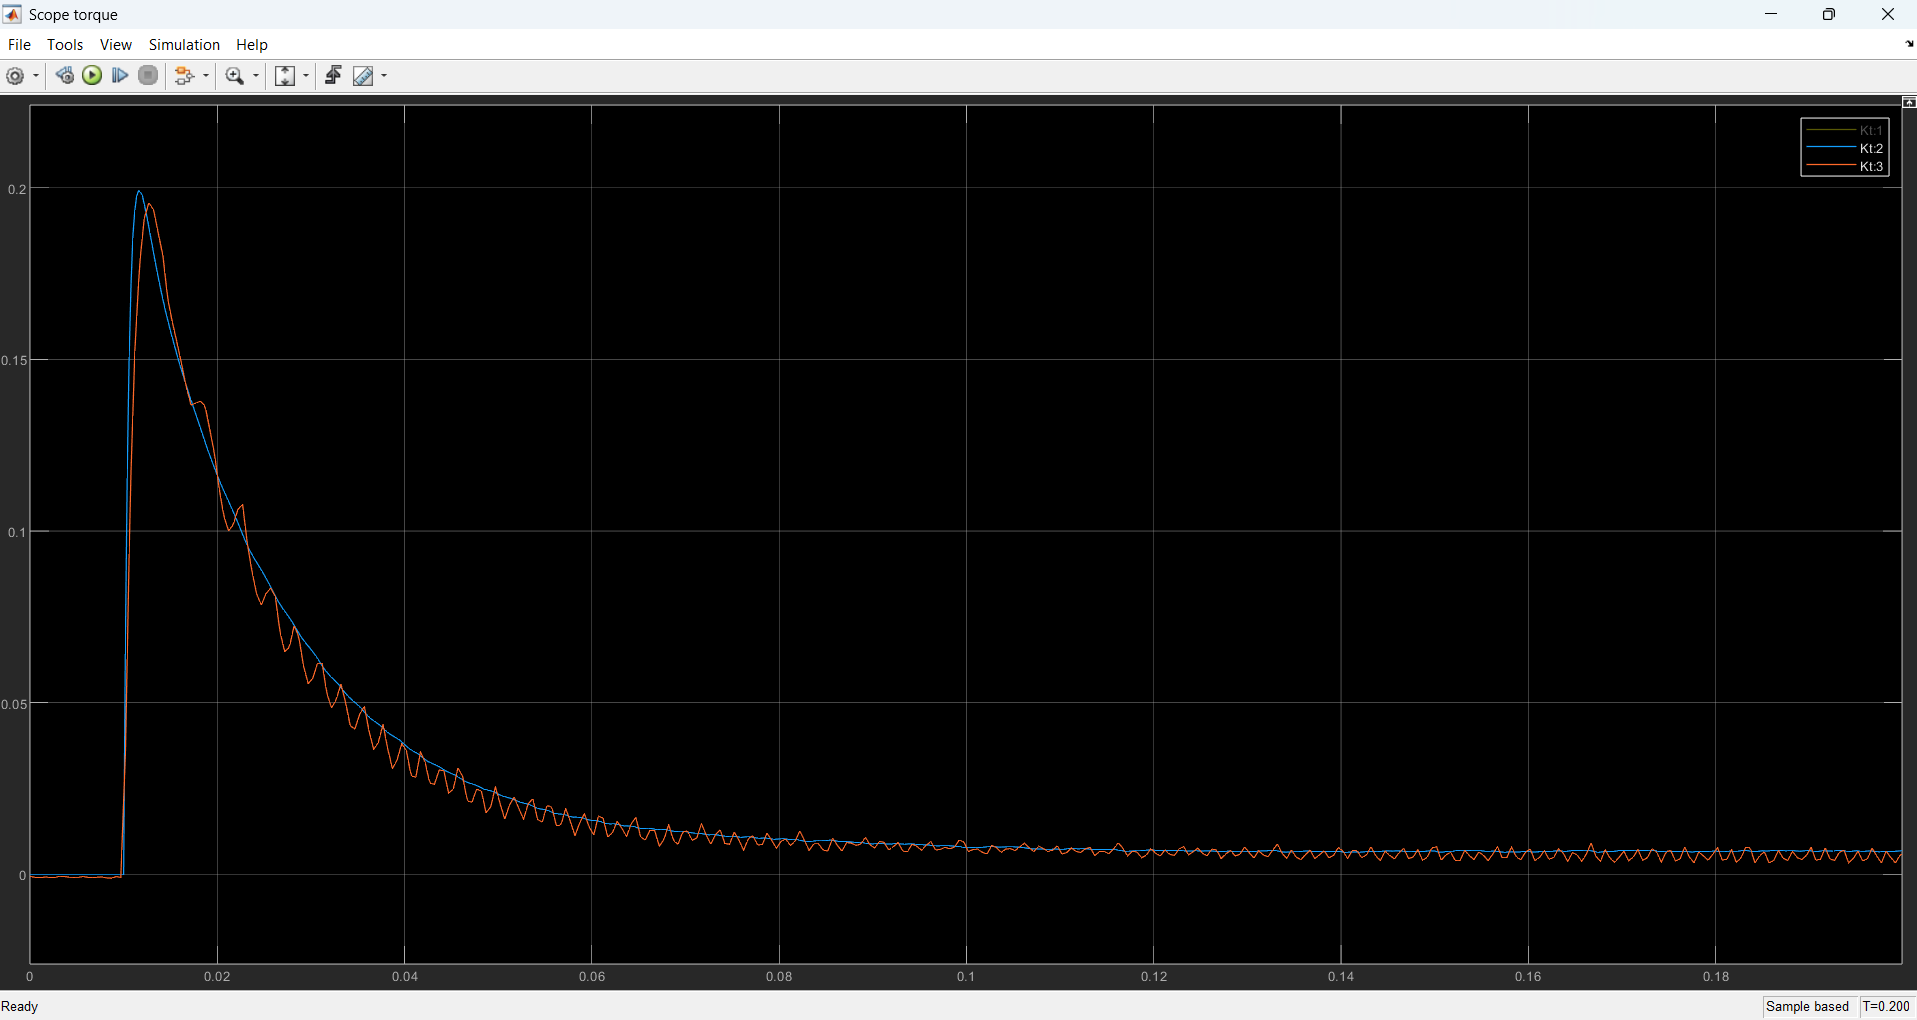 Scope torque
File Tools View Simulation Help
Kt:1
Kt:2
Kt:3
0.2
0.15
0.1
0.05
0
0 0.02 0.04 0.06 0.08 0.1 0.12 0.14 0.16 0.18
Ready Sample based T=0.200